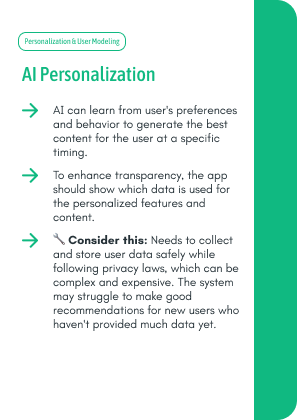 Personalization & User Modeling
AI Personalization
AI can learn from user's preferences
and behavior to generate the best
content for the user at a specific
timing.
To enhance transparency, the app
should show which data is used for
the personalized features and
content.
🔧 Consider this: Needs to collect
and store user data safely while
following privacy laws, which can be
complex and expensive. The system
may struggle to make good
recommendations for new users who
haven't provided much data yet.